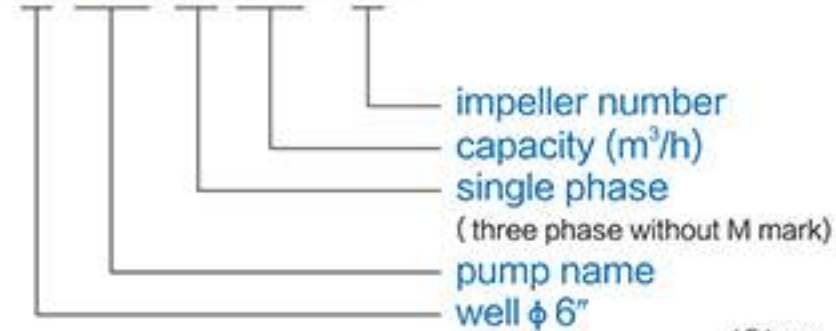 impeller number
capacity (m³/h)
single phase
( three phase without M mark)
pump name
well ϕ 6″